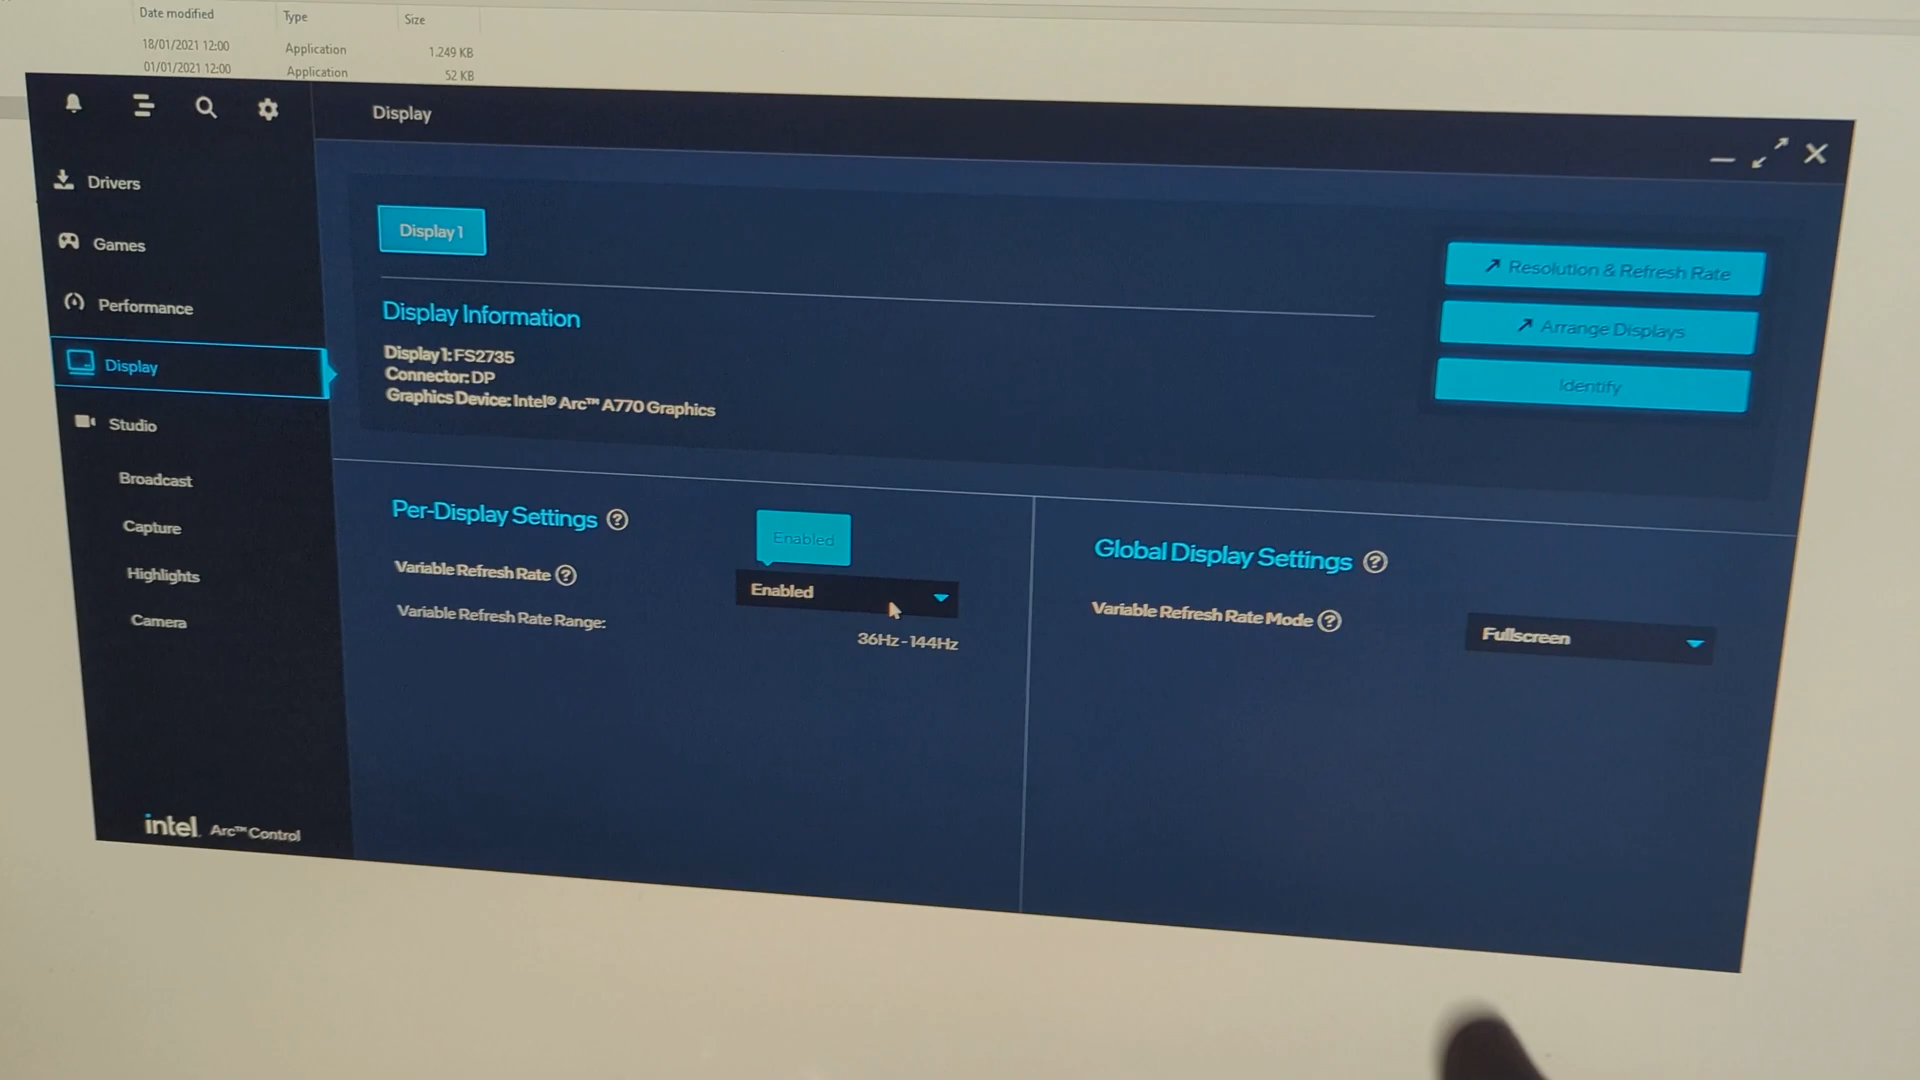 Date modified Type Size
18/01/2021 12:00 Application 1.249 KB
01/01/2021 12:00 Application 52 KB
Display
Drivers
Games
Performance
Display
Studio
Broadcast
Capture
Highlights
Camera
intel. Arc™ Control
Display 1
Resolution & Refresh Rate
Arrange Displays
Identify
Display Information
Display 1: FS2735
Connector: DP
Graphics Device: Intel® Arc™ A770 Graphics
Per-Display Settings ?
Enabled
Variable Refresh Rate ? Enabled
Variable Refresh Rate Range: 36Hz - 144Hz
Global Display Settings ?
Variable Refresh Rate Mode ? Fullscreen